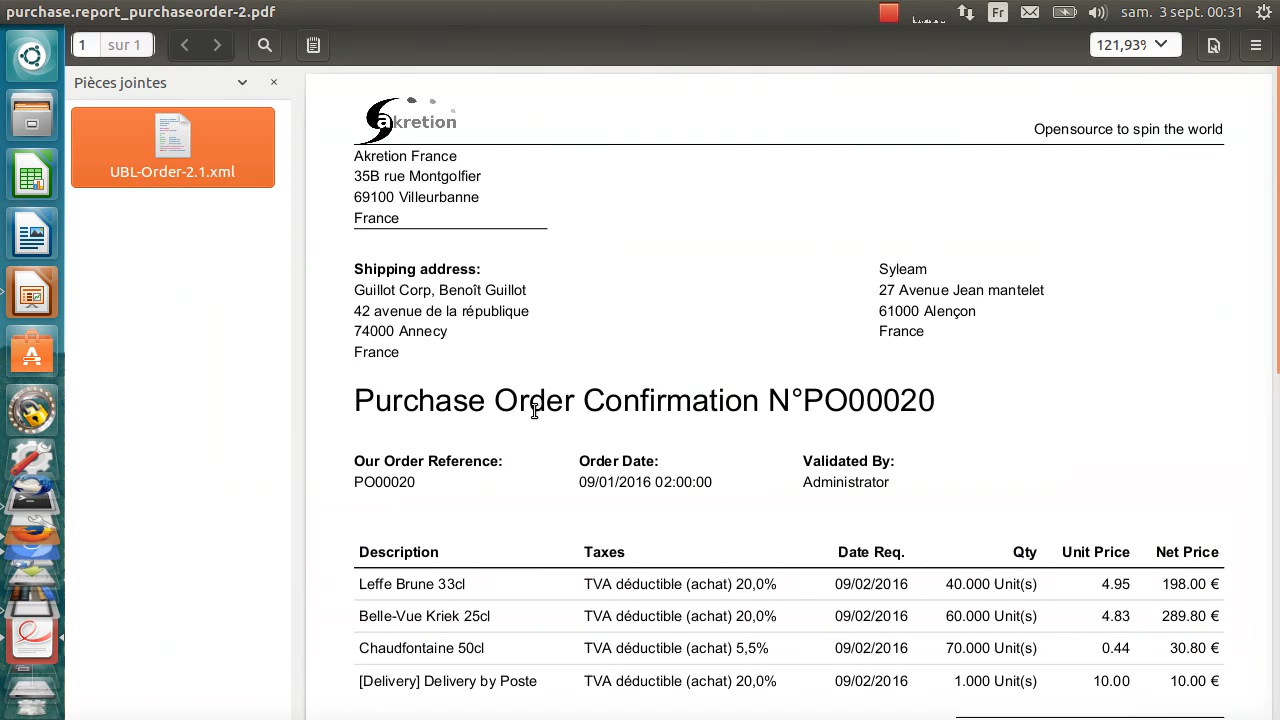 purchase.report_purchaseorder-2.pdf
Fr
sam. 3 sept. 00:31
1 sur 1
121,93%
Pièces jointes
UBL-Order-2.1.xml
akretion
Opensource to spin the world
Akretion France
35B rue Montgolfier
69100 Villeurbanne
France
Shipping address:
Guillot Corp, Benoît Guillot
42 avenue de la république
74000 Annecy
France
Syleam
27 Avenue Jean mantelet
61000 Alençon
France
Purchase Order Confirmation N°PO00020
Our Order Reference: Order Date: Validated By:
PO00020 09/01/2016 02:00:00 Administrator
Description Taxes Date Req. Qty Unit Price Net Price
Leffe Brune 33cl TVA déductible (achat) 20,0% 09/02/2016 40.000 Unit(s) 4.95 198.00 €
Belle-Vue Kriek 25cl TVA déductible (achat) 20,0% 09/02/2016 60.000 Unit(s) 4.83 289.80 €
Chaudfontaine 50cl TVA déductible (achat) 5,5% 09/02/2016 70.000 Unit(s) 0.44 30.80 €
[Delivery] Delivery by Poste TVA déductible (achat) 20,0% 09/02/2016 1.000 Unit(s) 10.00 10.00 €